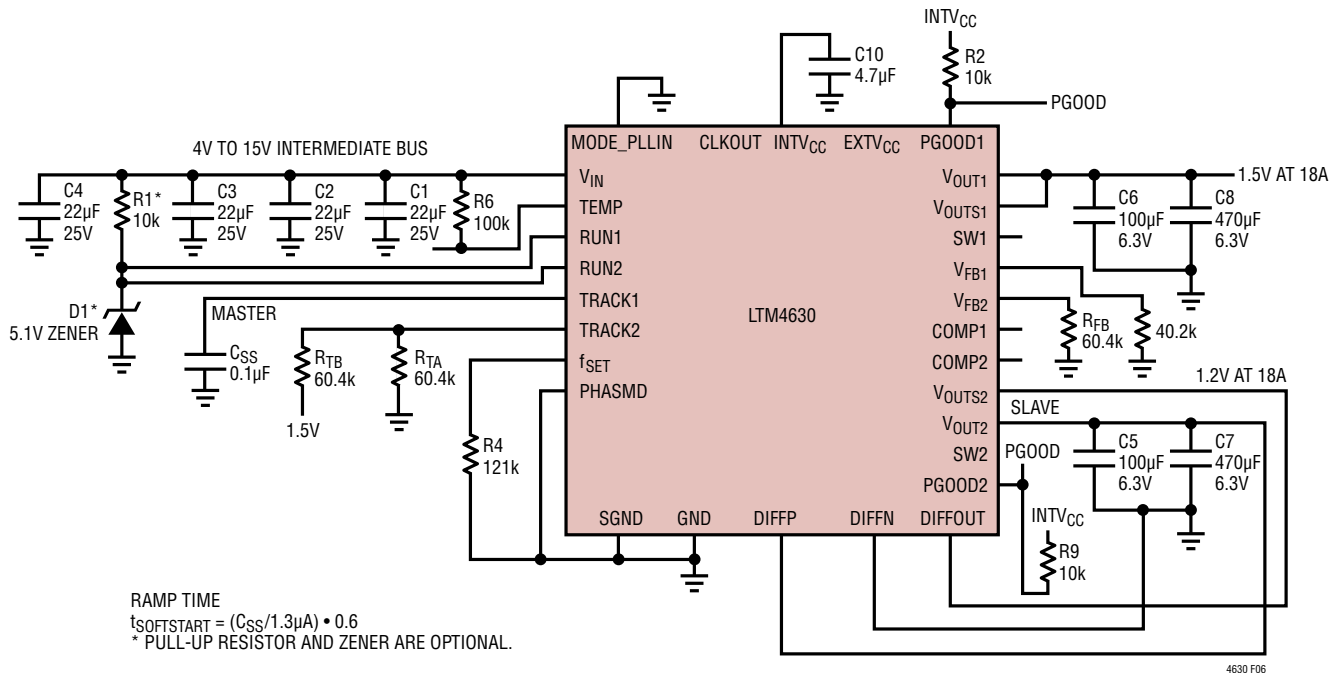 INTVCC
C10
4.7µF
R2
10k
PGOOD
MODE_PLLIN CLKOUT INTVCC EXTVCC PGOOD1
4V TO 15V INTERMEDIATE BUS
C4
22µF
25V
R1*
10k
C3
22µF
25V
C2
22µF
25V
C1
22µF
25V
R6
100k
VIN
TEMP
RUN1
RUN2
TRACK1
TRACK2
fSET
PHASMD
LTM4630
VOUT1
VOUTS1
SW1
VFB1
VFB2
COMP1
COMP2
VOUTS2
VOUT2
SW2
PGOOD2
1.5V AT 18A
C6
100µF
6.3V
C8
470µF
6.3V
D1*
5.1V ZENER
MASTER
CSS
0.1µF
RTB
60.4k
1.5V
RTA
60.4k
R4
121k
RFB
60.4k
40.2k
1.2V AT 18A
SLAVE
PGOOD
C5
100µF
6.3V
C7
470µF
6.3V
INTVCC
R9
10k
SGND GND DIFFP DIFFN DIFFOUT
RAMP TIME
tSOFTSTART = (CSS/1.3µA) • 0.6
* PULL-UP RESISTOR AND ZENER ARE OPTIONAL.
4630 F06